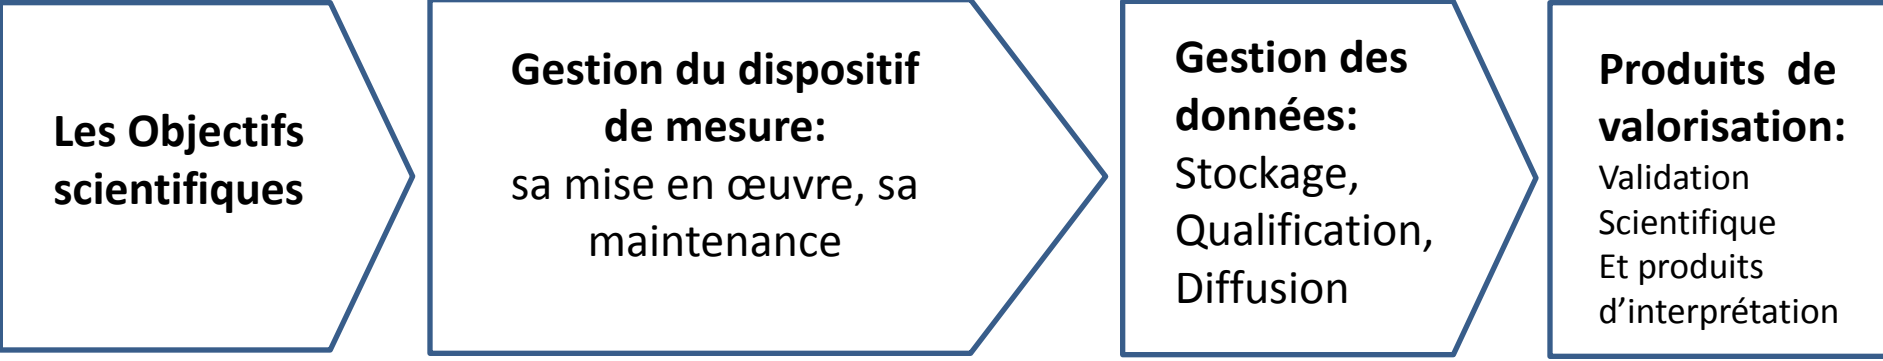 Les Objectifs
scientifiques
Gestion du dispositif
de mesure:
sa mise en œuvre, sa
maintenance
Gestion des
données:
Stockage,
Qualification,
Diffusion
Produits  de
valorisation:
Validation
Scientifique
Et produits
d’interprétation